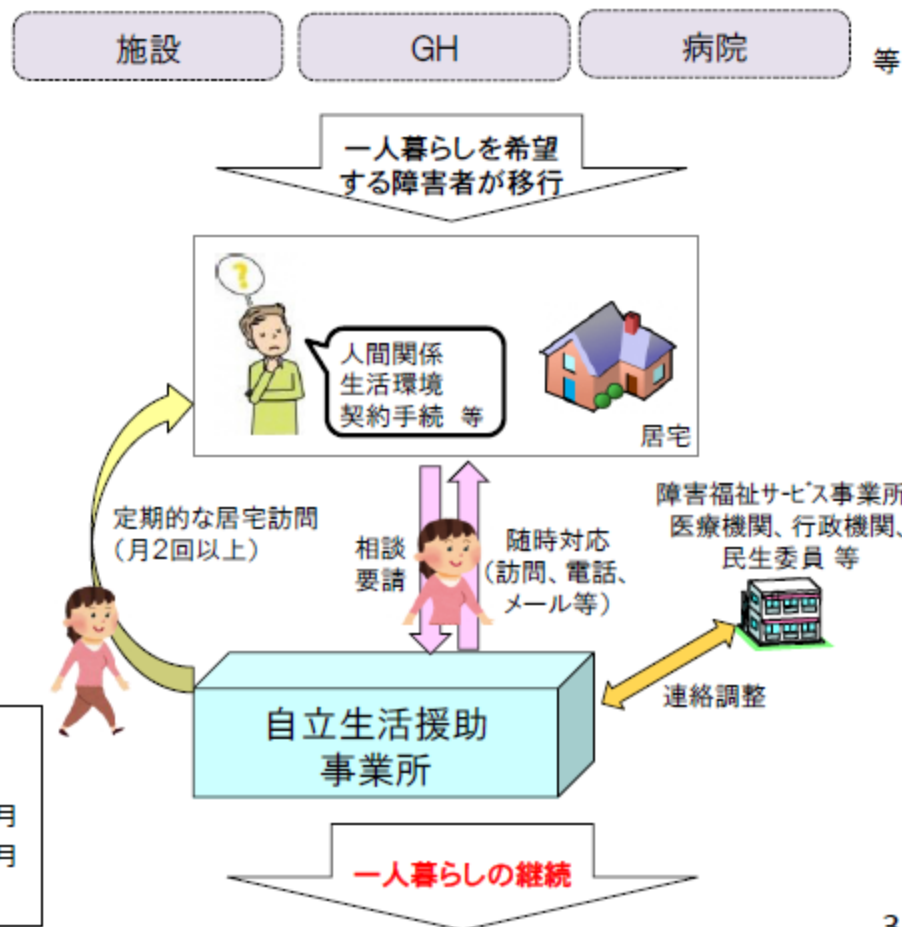 施設
GH
病院
等
一人暮らしを希望
する障害者が移行
?
人間関係
生活環境
契約手続 等
居宅
定期的な居宅訪問
（月2回以上）
相談
要請
随時対応
（訪問、電話、
メール等）
障害福祉サービス事業所
医療機関、行政機関、
民生委員 等
連絡調整
自立生活援助
事業所
月
月
一人暮らしの継続
3